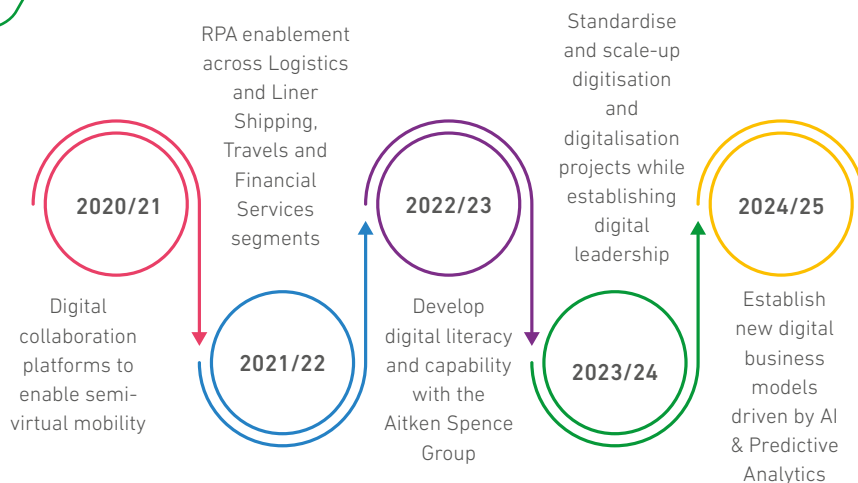 2020/21
Digital
collaboration
platforms to
enable semi-
virtual mobility
RPA enablement
across Logistics
and Liner
Shipping,
Travels and
Financial
Services
segments
2021/22
2022/23
Develop
digital literacy
and capability
with the
Aitken Spence
Group
Standardise
and scale-up
digitisation
and
digitalisation
projects while
establishing
digital
leadership
2023/24
2024/25
Establish
new digital
business
models
driven by AI
& Predictive
Analytics